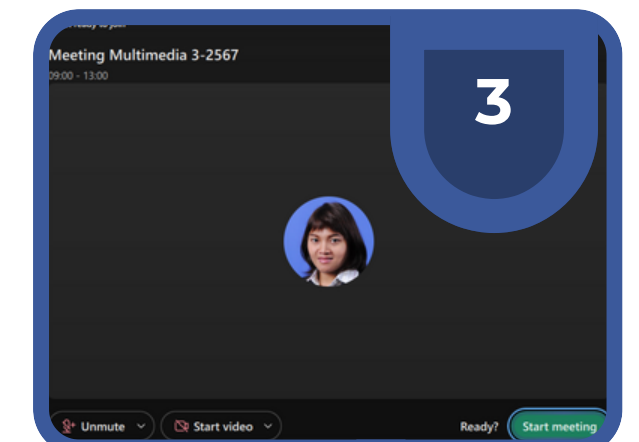 Meeting Multimedia 3-2567
09:00 - 13:00
3
Unmute
Start video
Ready?
Start meeting